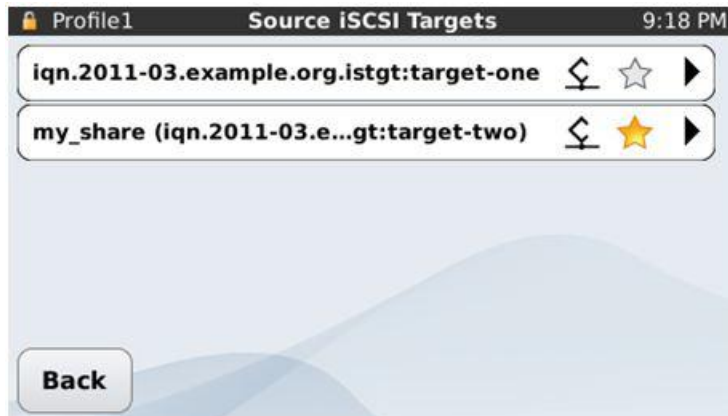 Profile1 Source iSCSI Targets 9:18 PM
iqn.2011-03.example.org.istgt:target-one
my_share (iqn.2011-03.e...gt:target-two)
Back